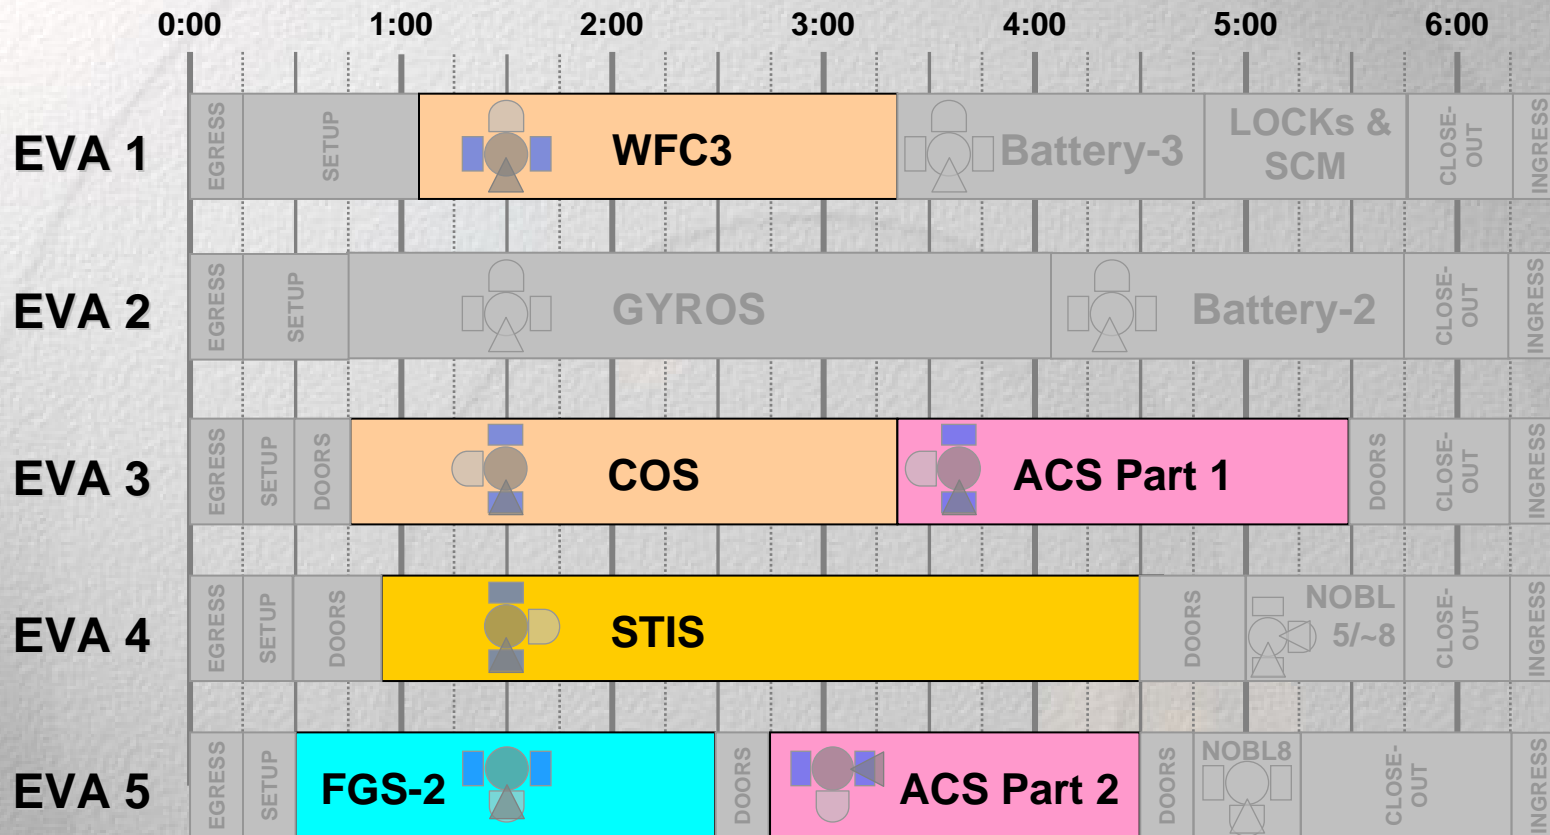 0:00 1:00 2:00 3:00 4:00 5:00 6:00
EVA 1
EGRESS
SETUP
WFC3
Battery-3
LOCKs &
SCM
CLOSE-
OUT
INGRESS
EVA 2
EGRESS
SETUP
GYROS
Battery-2
CLOSE-
OUT
INGRESS
EVA 3
EGRESS
SETUP
DOORS
COS
ACS Part 1
DOORS
CLOSE-
OUT
INGRESS
EVA 4
EGRESS
SETUP
DOORS
STIS
DOORS
NOBL
5/~8
CLOSE-
OUT
INGRESS
EVA 5
EGRESS
SETUP
FGS-2
DOORS
ACS Part 2
DOORS
NOBL8
CLOSE-
OUT
INGRESS